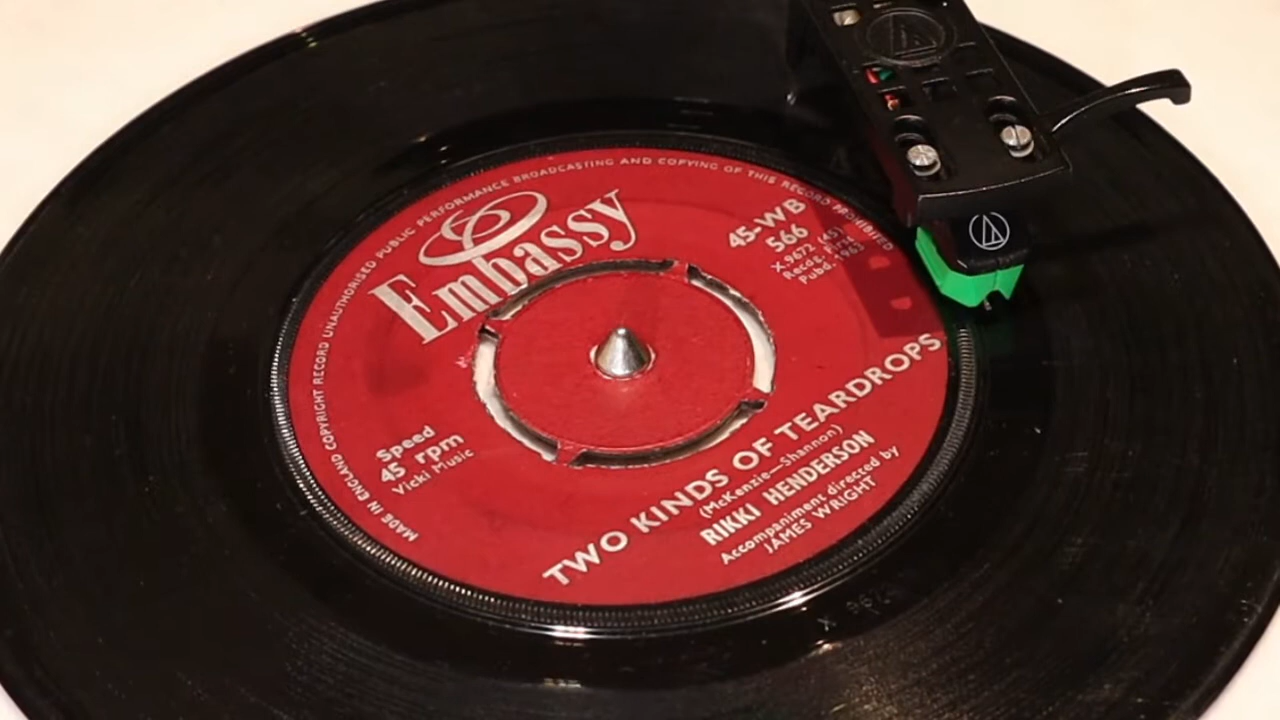 MADE IN ENGLAND COPYRIGHT RECORD UNAUTHORISED PUBLIC PERFORMANCE BROADCASTING AND COPYING OF THIS RECORD PROHIBITED
Embassy
45-WB
566
X.9672 (45)
Recdg. First
Pubd. 1963
Speed
45 rpm
Vicki Music
TWO KINDS OF TEARDROPS
(McKenzie—Shannon)
RIKKI HENDERSON
Accompaniment directed by
JAMES WRIGHT